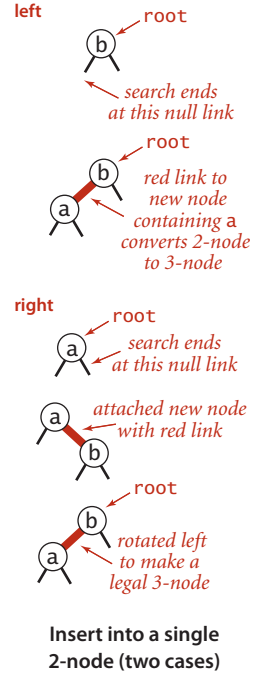 left
root
b
search ends
at this null link
root
b
red link to
new node
containing a
converts 2-node
to 3-node
a
right
root
a
search ends
at this null link
a
attached new node
with red link
b
root
b
rotated left
to make a
legal 3-node
a
Insert into a single
2-node (two cases)